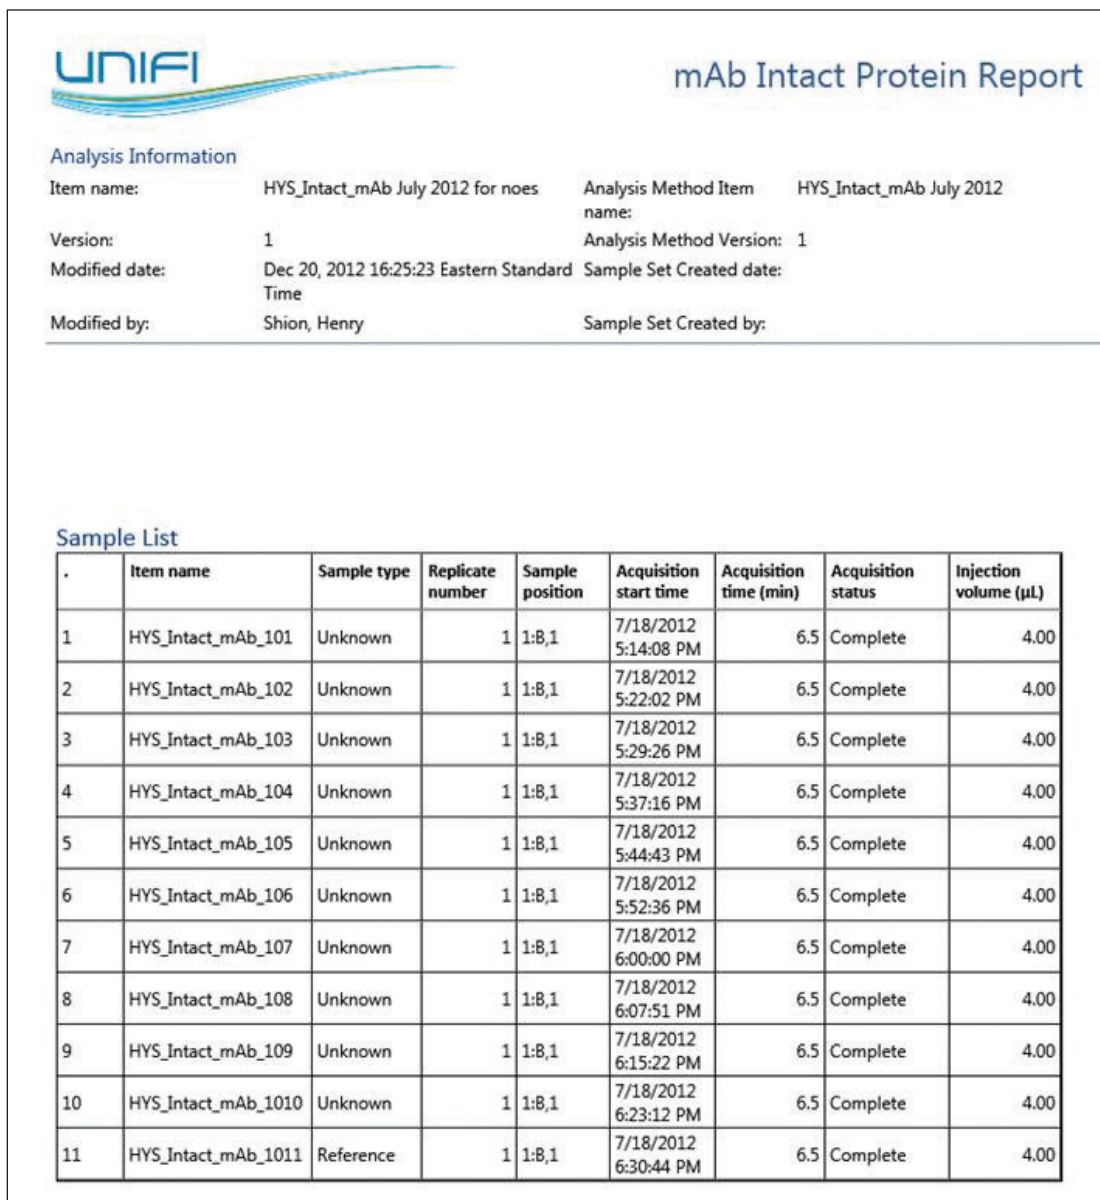 UNIFI
mAb Intact Protein Report
Analysis Information
Item name: HYS_Intact_mAb July 2012 for noes Analysis Method Item name: HYS_Intact_mAb July 2012
Version: 1 Analysis Method Version: 1
Modified date: Dec 20, 2012 16:25:23 Eastern Standard Time Sample Set Created date:
Modified by: Shion, Henry Sample Set Created by:
Sample List
. Item name Sample type Replicate number Sample position Acquisition start time Acquisition time (min) Acquisition status Injection volume (µL)
1 HYS_Intact_mAb_101 Unknown 1 1:B,1 7/18/2012 5:14:08 PM 6.5 Complete 4.00
2 HYS_Intact_mAb_102 Unknown 1 1:B,1 7/18/2012 5:22:02 PM 6.5 Complete 4.00
3 HYS_Intact_mAb_103 Unknown 1 1:B,1 7/18/2012 5:29:26 PM 6.5 Complete 4.00
4 HYS_Intact_mAb_104 Unknown 1 1:B,1 7/18/2012 5:37:16 PM 6.5 Complete 4.00
5 HYS_Intact_mAb_105 Unknown 1 1:B,1 7/18/2012 5:44:43 PM 6.5 Complete 4.00
6 HYS_Intact_mAb_106 Unknown 1 1:B,1 7/18/2012 5:52:36 PM 6.5 Complete 4.00
7 HYS_Intact_mAb_107 Unknown 1 1:B,1 7/18/2012 6:00:00 PM 6.5 Complete 4.00
8 HYS_Intact_mAb_108 Unknown 1 1:B,1 7/18/2012 6:07:51 PM 6.5 Complete 4.00
9 HYS_Intact_mAb_109 Unknown 1 1:B,1 7/18/2012 6:15:22 PM 6.5 Complete 4.00
10 HYS_Intact_mAb_1010 Unknown 1 1:B,1 7/18/2012 6:23:12 PM 6.5 Complete 4.00
11 HYS_Intact_mAb_1011 Reference 1 1:B,1 7/18/2012 6:30:44 PM 6.5 Complete 4.00